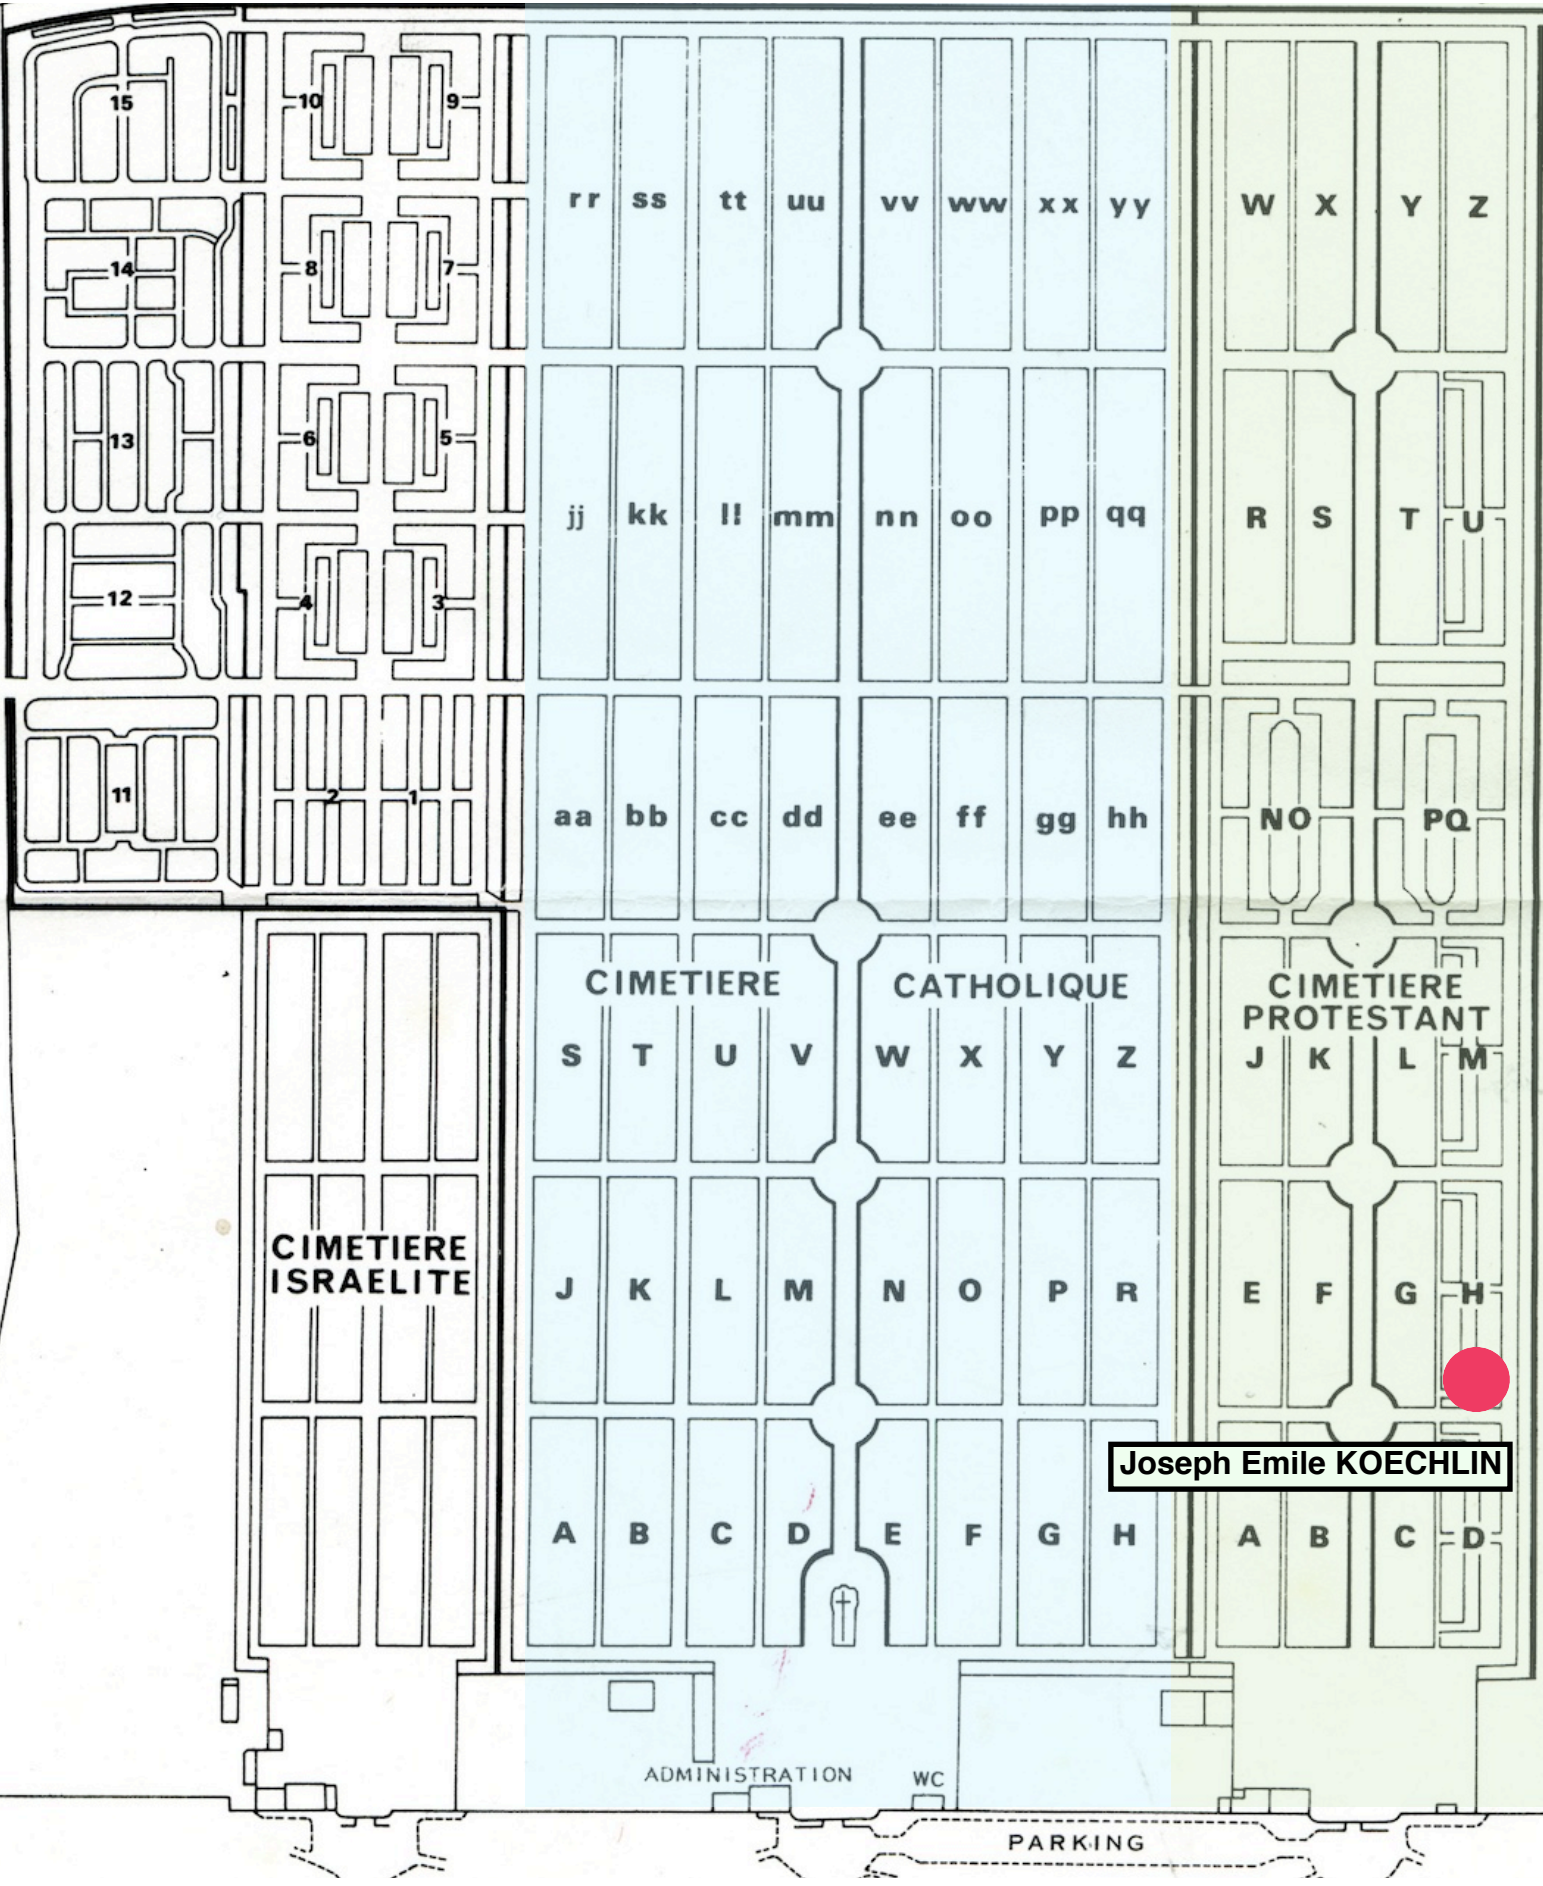 15 10 9
rr ss tt uu vv ww xx yy W X Y Z
14 8 7
13 6 5
jj kk ll mm nn oo pp qq R S T U
12 4 3
11 2 1
aa bb cc dd ee ff gg hh NO PQ
CIMETIERE CATHOLIQUE
CIMETIERE
PROTESTANT
S T U V W X Y Z J K L M
CIMETIERE
ISRAELITE
J K L M N O P R E F G H
Joseph Emile KOECHLIN
A B C D E F G H A B C D
ADMINISTRATION
WC
PARKING